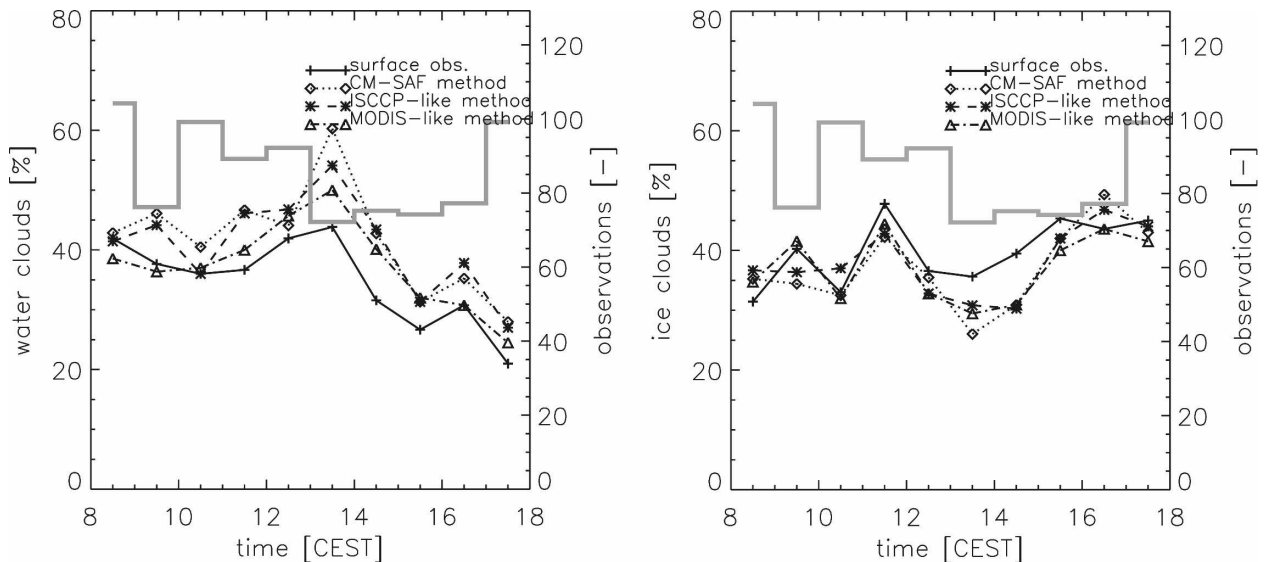 80
60
40
20
0
water clouds [%]
8
10
12
14
16
18
time [CEST]
120
100
80
60
40
20
0
observations [-]
surface obs.
CM-SAF method
ISCCP-like method
MODIS-like method
80
60
40
20
0
ice clouds [%]
8
10
12
14
16
18
time [CEST]
120
100
80
60
40
20
0
observations [-]
surface obs.
CM-SAF method
ISCCP-like method
MODIS-like method